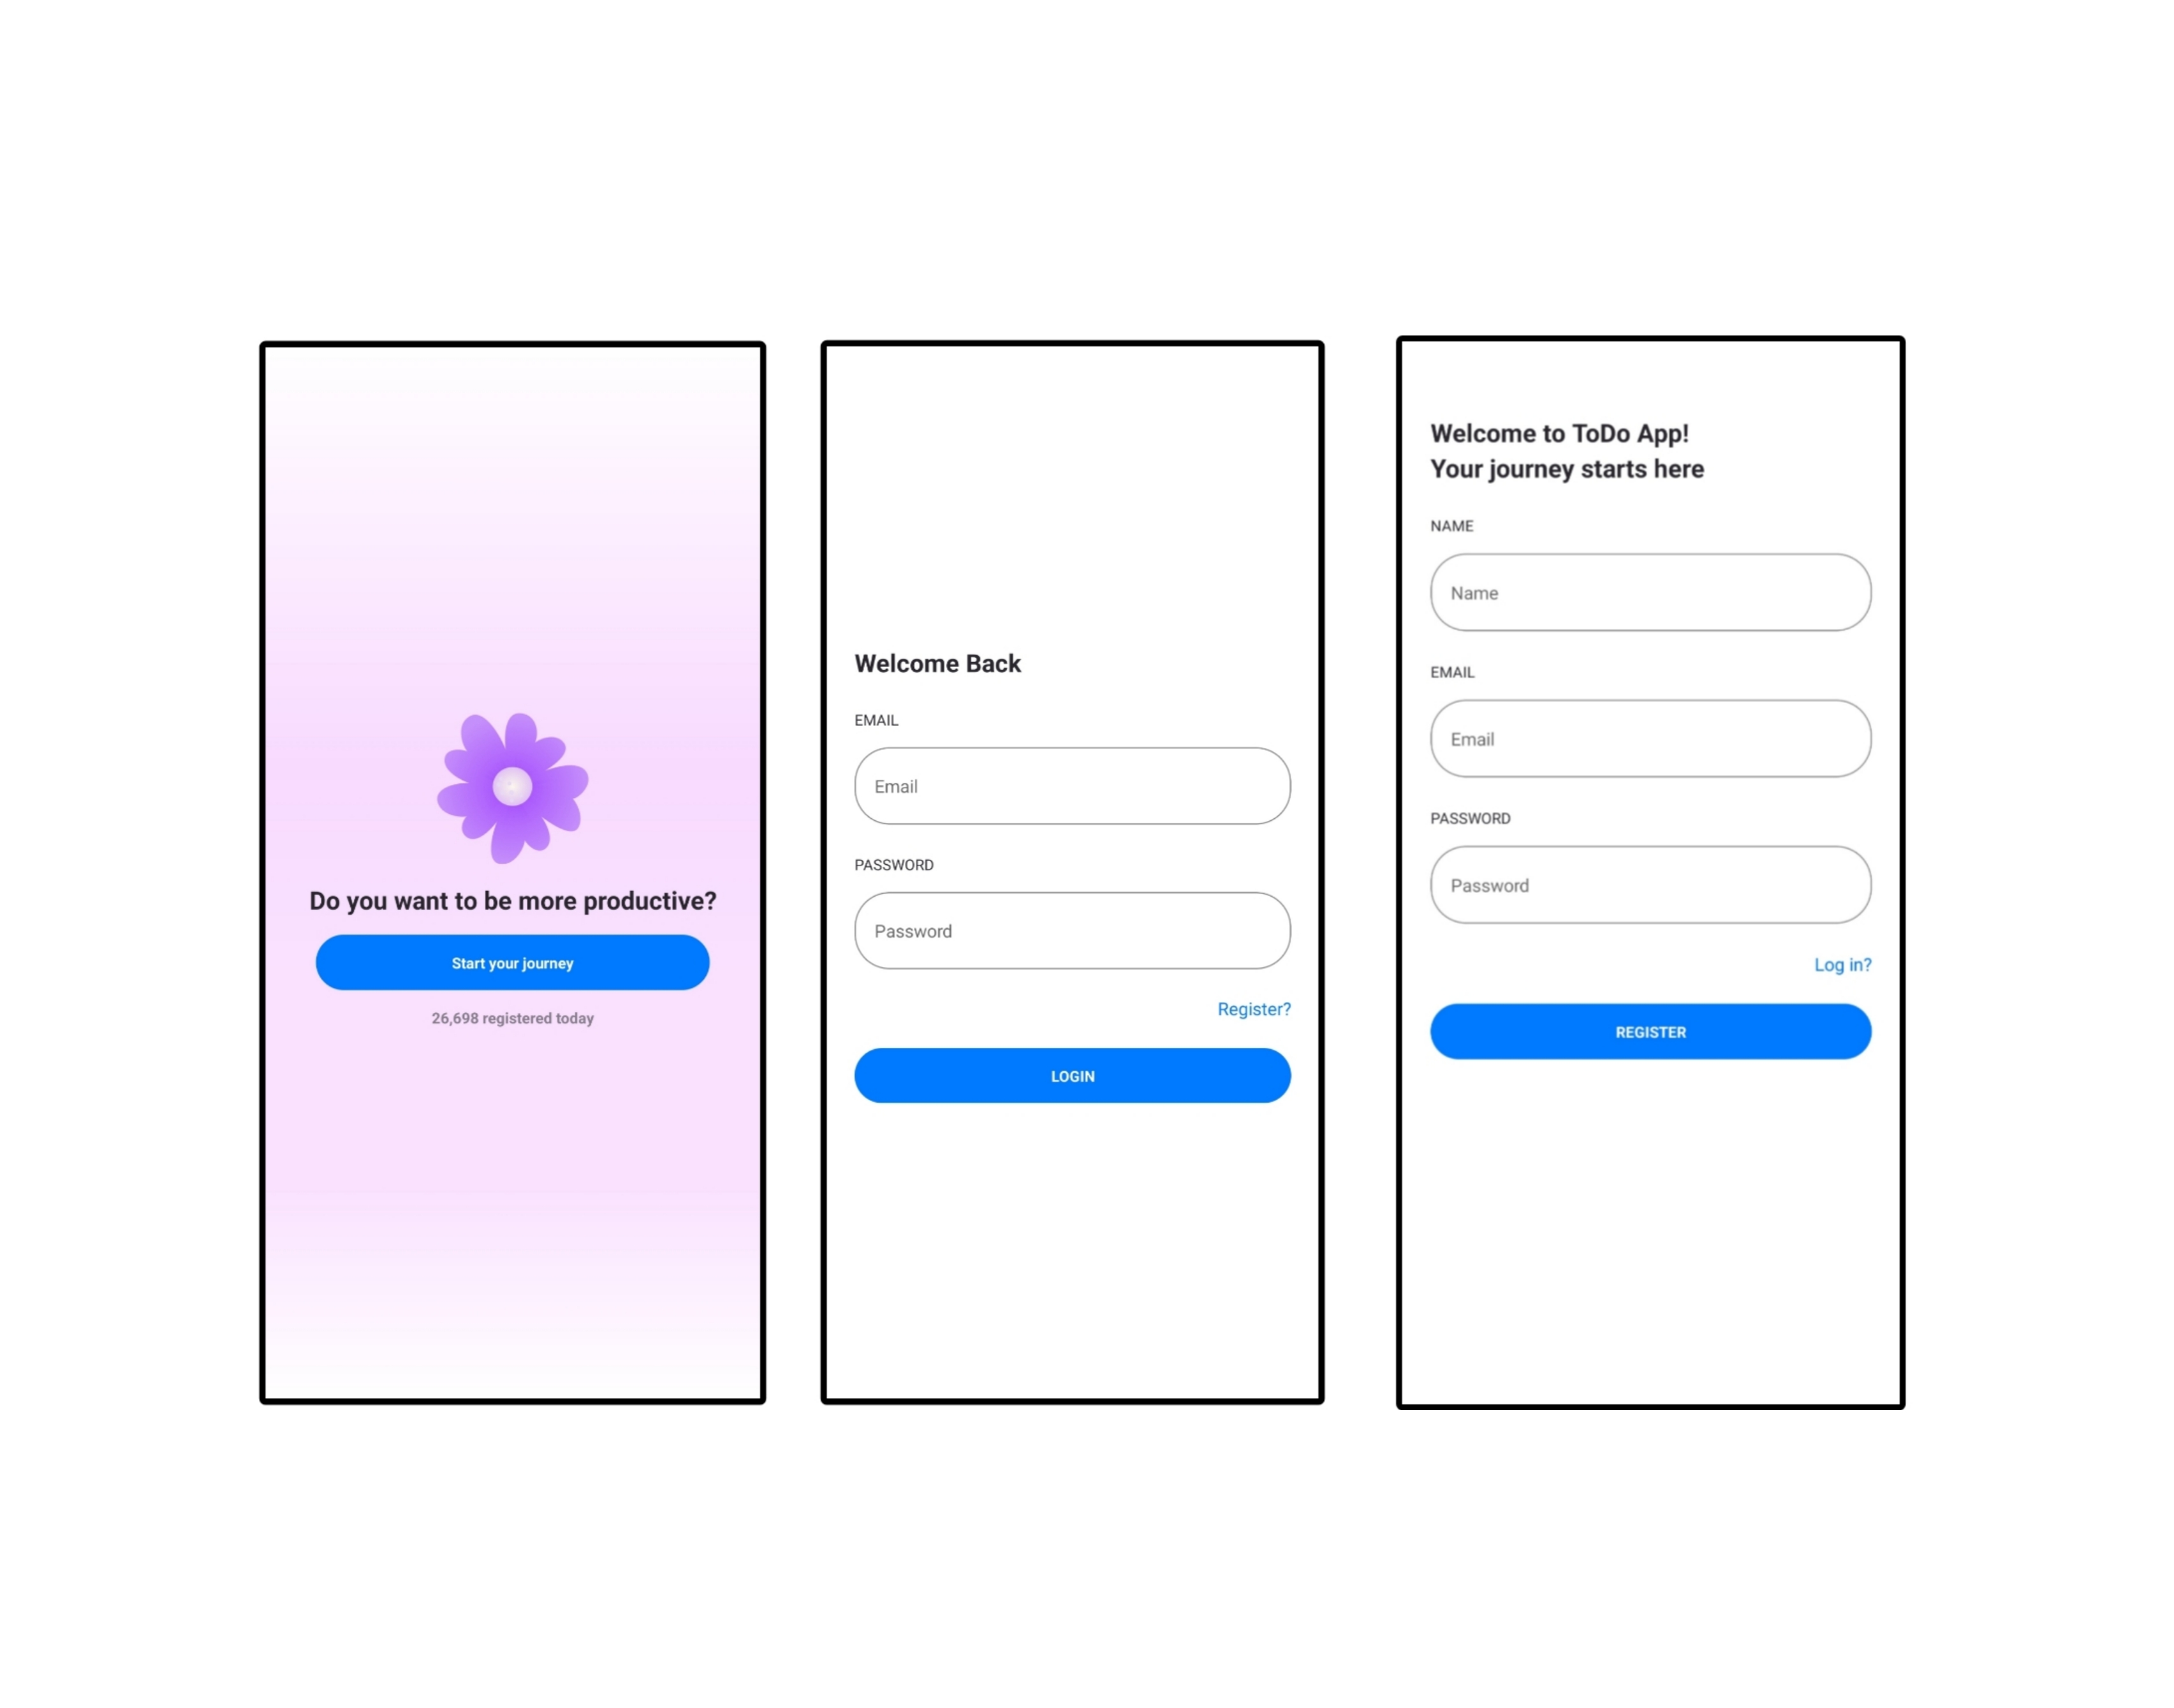 Do you want to be more productive?
Start your journey
26,698 registered today
Welcome Back
EMAIL
Email
PASSWORD
Password
Register?
LOGIN
Welcome to ToDo App!
Your journey starts here
NAME
Name
EMAIL
Email
PASSWORD
Password
Log in?
REGISTER